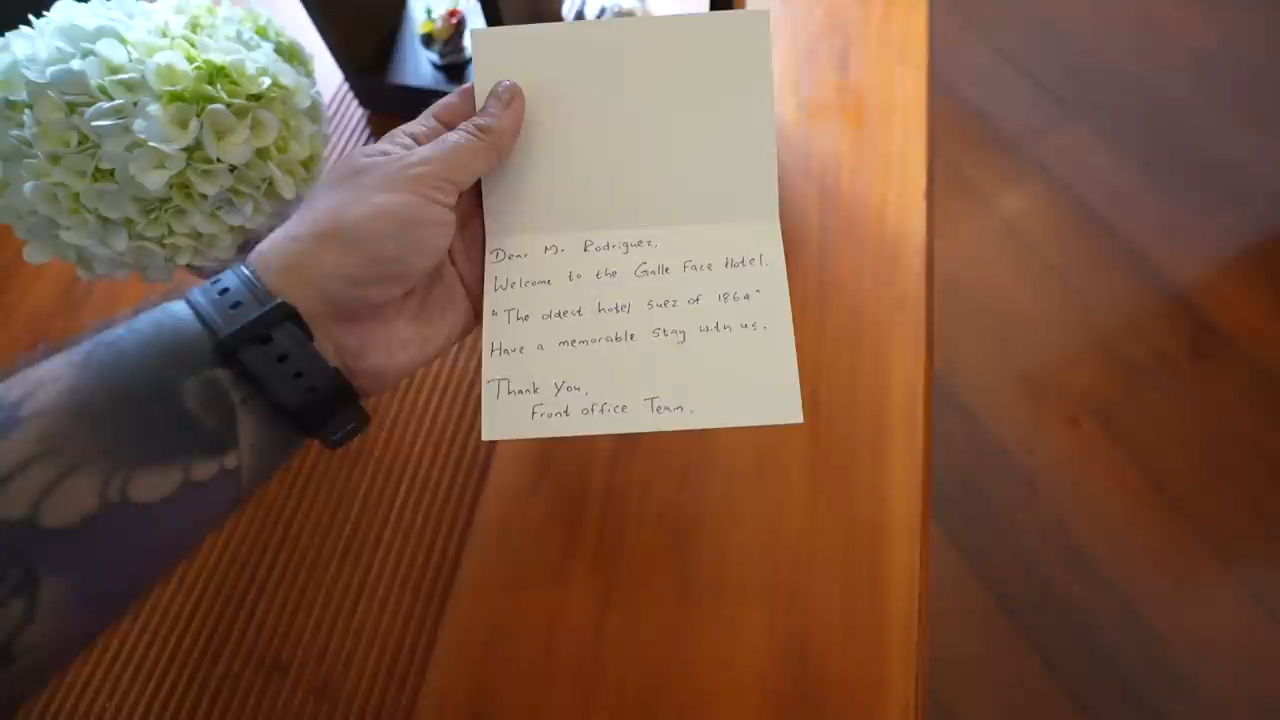 Dear M. Rodriguez,
Welcome to the Galle Face Hotel.
"The oldest hotel suez of 1864"
Have a memorable stay with us.
Thank You,
Front office Team.